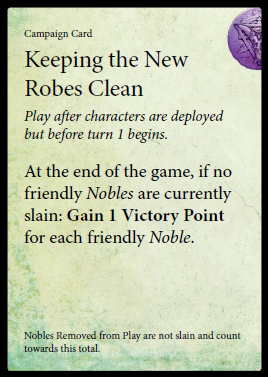 Campaign Card
Keeping the New
Robes Clean
Play after characters are deployed
but before turn 1 begins.
At the end of the game, if no
friendly Nobles are currently
slain: Gain 1 Victory Point
for each friendly Noble.
Nobles Removed from Play are not slain and count
towards this total.